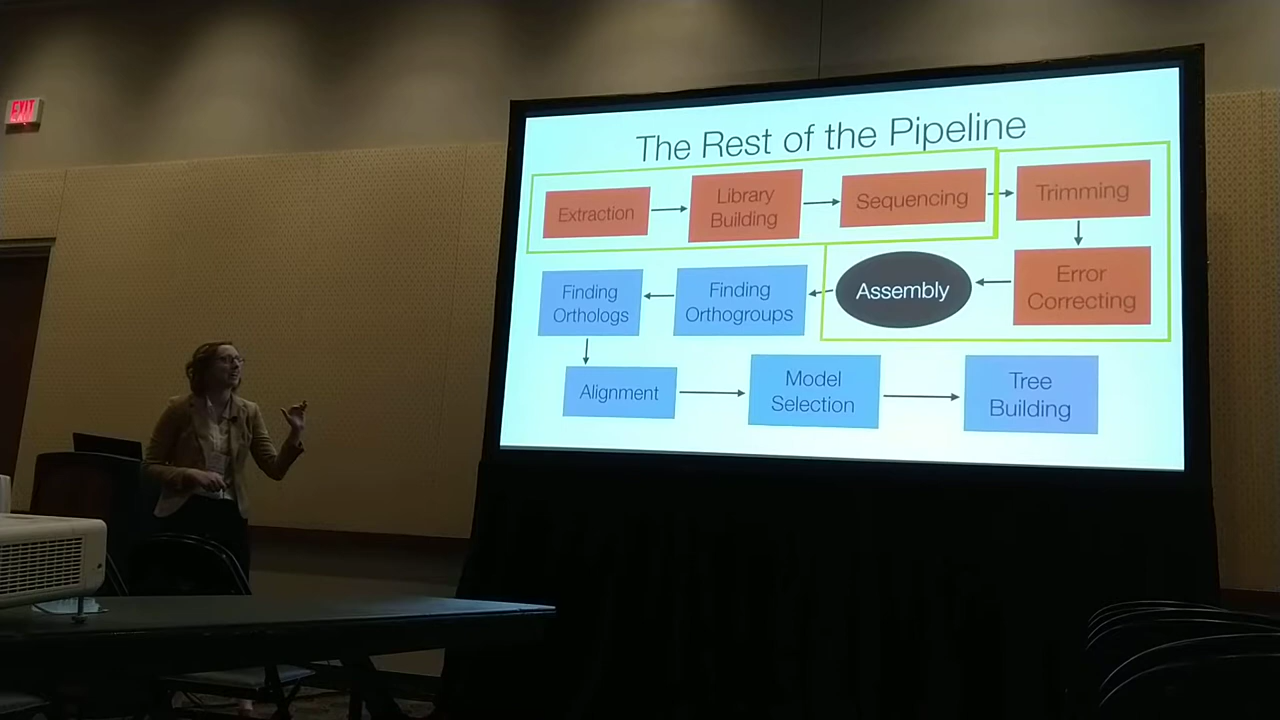 EXIT
The Rest of the Pipeline
Extraction
Library
Building
Sequencing
Trimming
Error
Correcting
Assembly
Finding
Orthogroups
Finding
Orthologs
Alignment
Model
Selection
Tree
Building